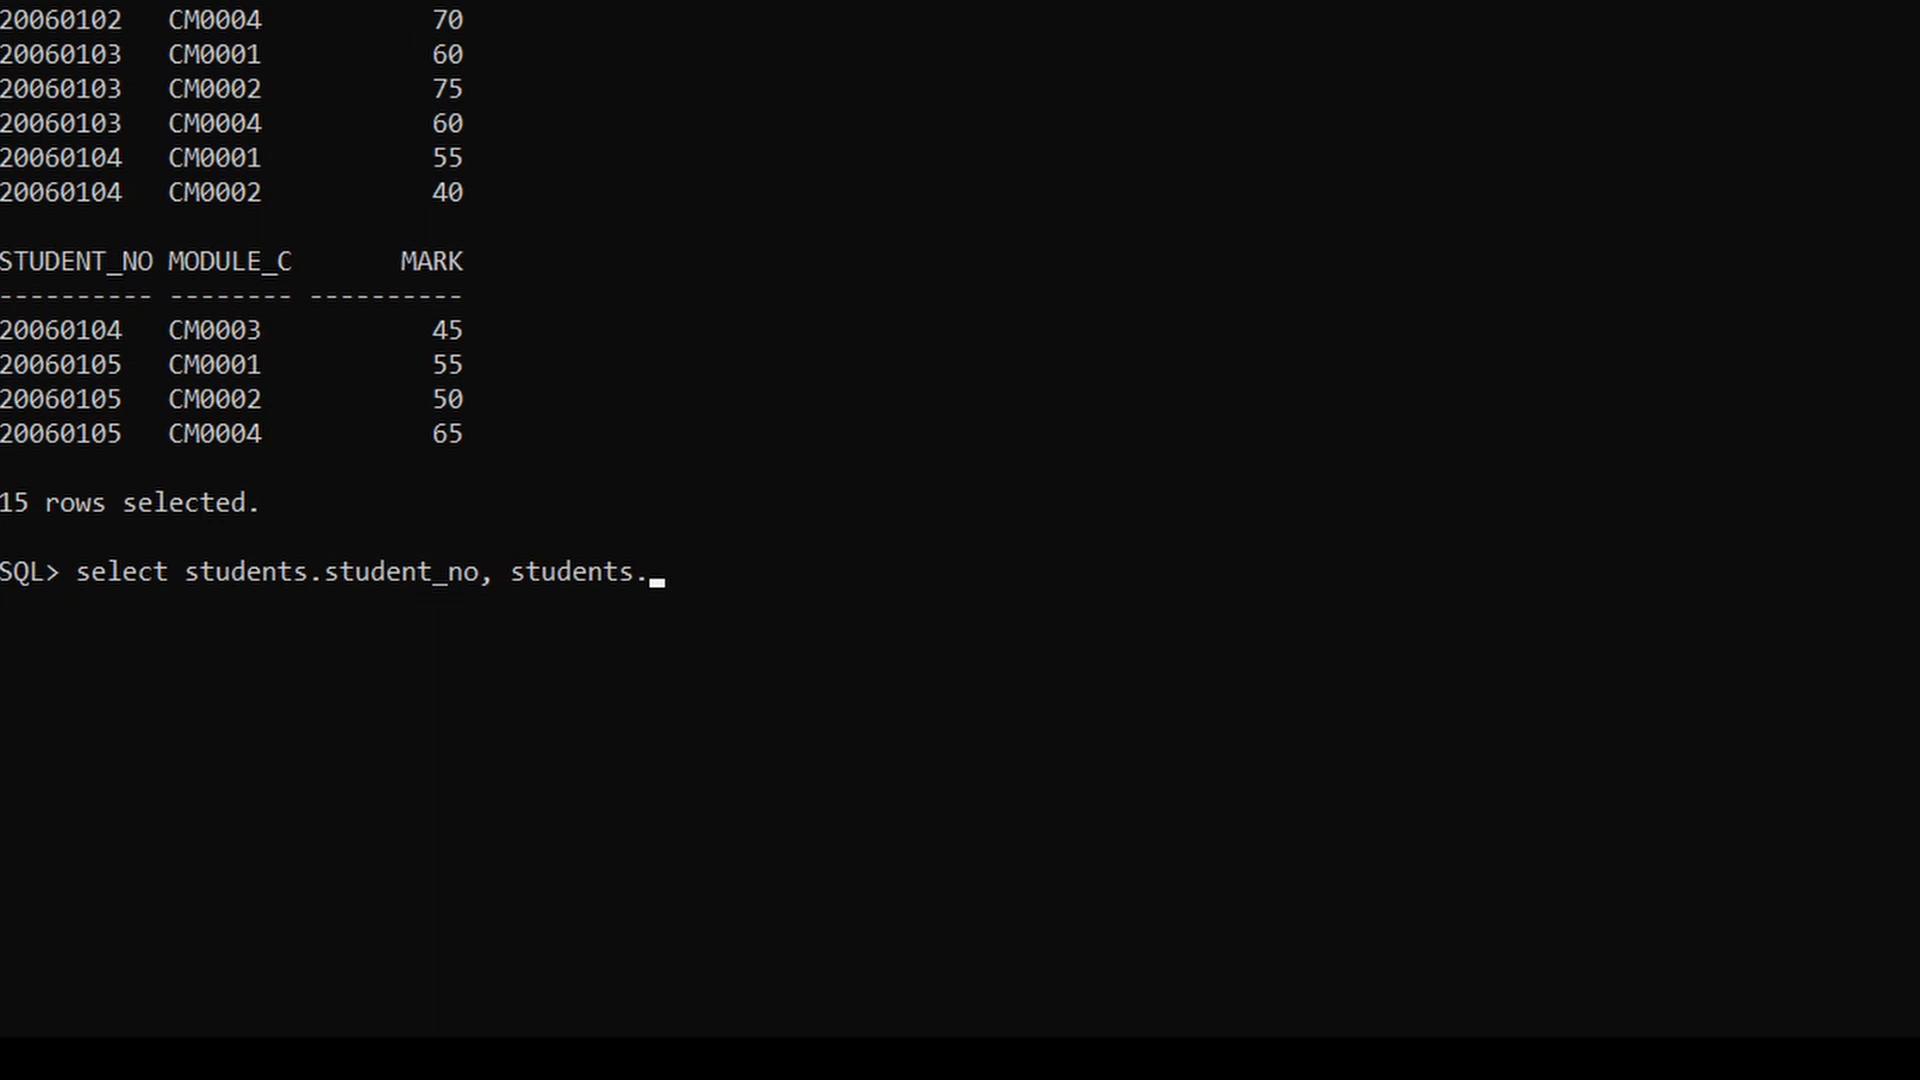 20060102 CM0004 70
20060103 CM0001 60
20060103 CM0002 75
20060103 CM0004 60
20060104 CM0001 55
20060104 CM0002 40
STUDENT_NO MODULE_C MARK
---------- -------- ----------
20060104 CM0003 45
20060105 CM0001 55
20060105 CM0002 50
20060105 CM0004 65
15 rows selected.
SQL> select students.student_no, students._